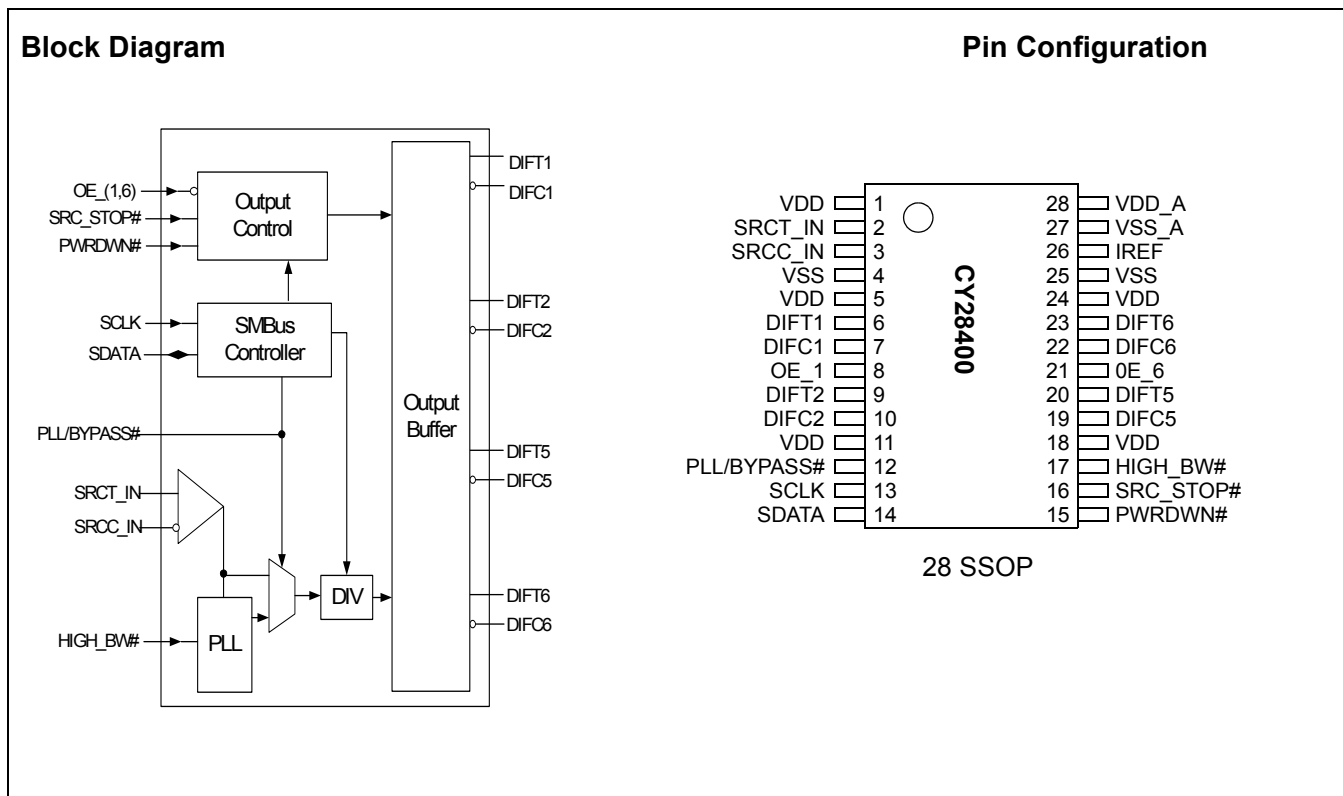 Block Diagram
Pin Configuration
OE_(1,6)
SRC_STOP#
PWRDWN#
Output
Control
SCLK
SDATA
SMBus
Controller
PLL/BYPASS#
SRCT_IN
SRCC_IN
HIGH_BW#
PLL
DIV
Output
Buffer
DIFT1
DIFC1
DIFT2
DIFC2
DIFT5
DIFC5
DIFT6
DIFC6
VDD 1
SRCT_IN 2
SRCC_IN 3
VSS 4
VDD 5
DIFT1 6
DIFC1 7
OE_1 8
DIFT2 9
DIFC2 10
VDD 11
PLL/BYPASS# 12
SCLK 13
SDATA 14
CY28400
28 VDD_A
27 VSS_A
26 IREF
25 VSS
24 VDD
23 DIFT6
22 DIFC6
21 0E_6
20 DIFT5
19 DIFC5
18 VDD
17 HIGH_BW#
16 SRC_STOP#
15 PWRDWN#
28 SSOP